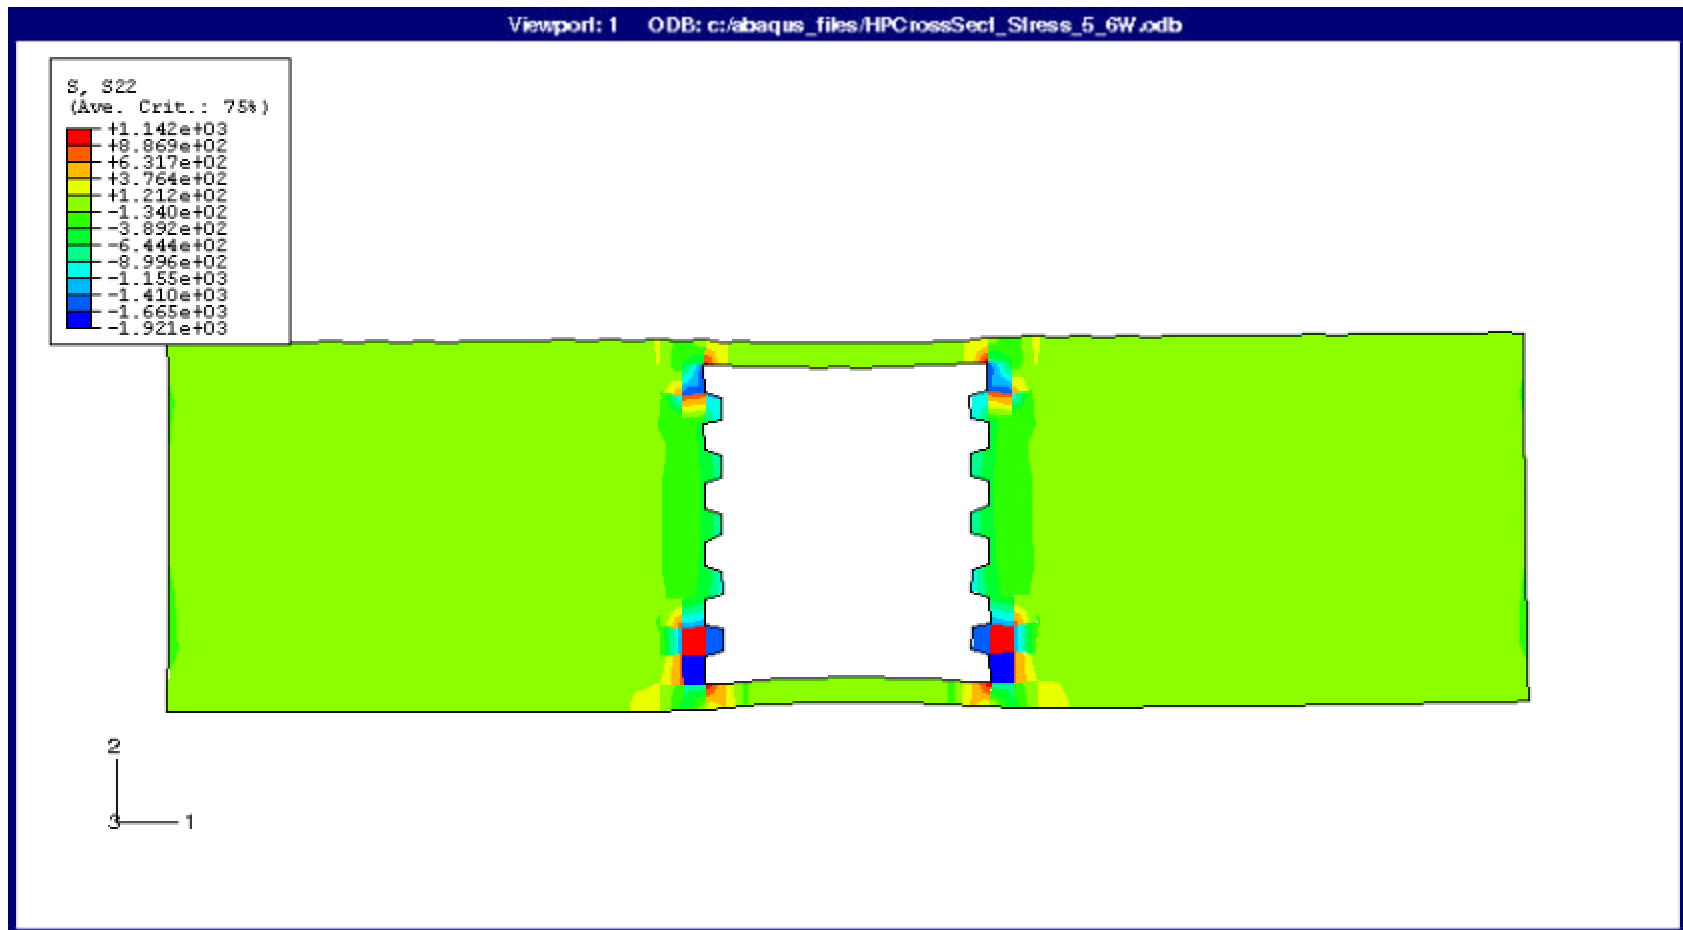 Viewport: 1 ODB: c:/abaqus_files/HPCrossSect_Stress_5_6W.odb
S, S22
(Ave. Crit.: 75%)
+1.142e+03
+8.869e+02
+6.317e+02
+3.764e+02
+1.212e+02
-1.340e+02
-3.892e+02
-6.444e+02
-8.996e+02
-1.155e+03
-1.410e+03
-1.665e+03
-1.921e+03
2
3 1